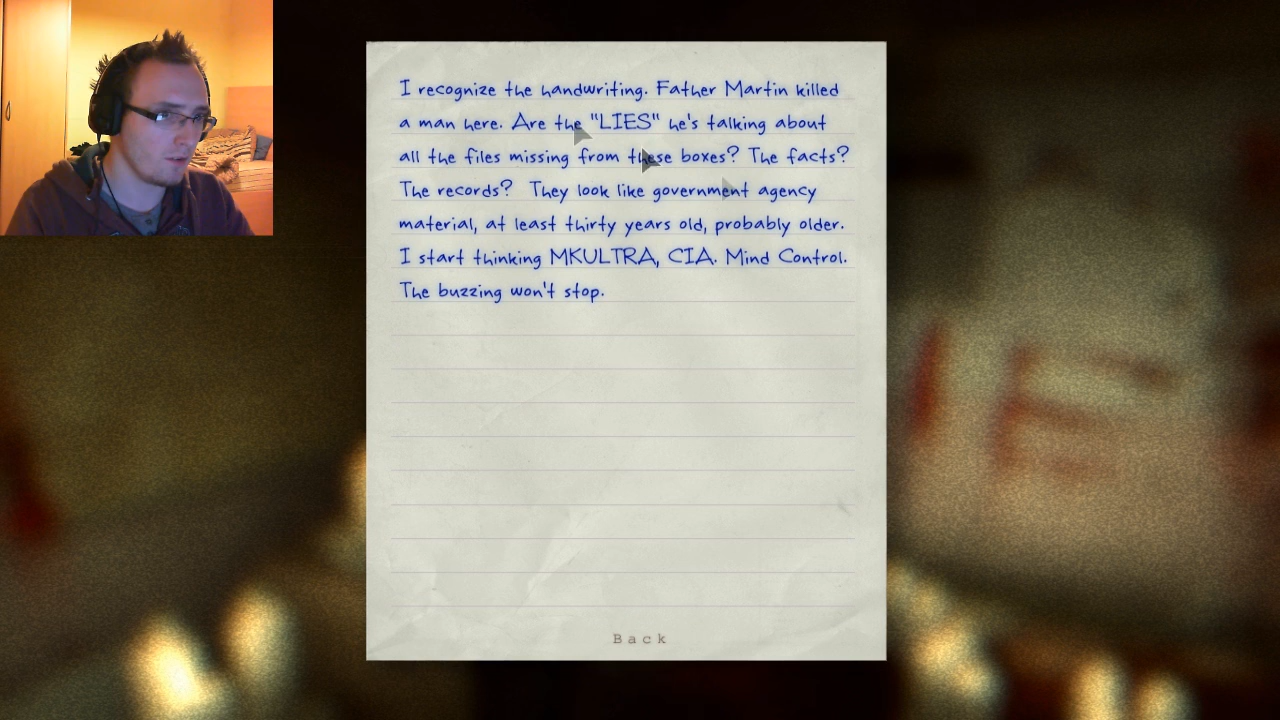 I recognize the handwriting. Father Martin killed
a man here. Are the "LIES" he's talking about
all the files missing from these boxes? The facts?
The records? They look like government agency
material, at least thirty years old, probably older.
I start thinking MKULTRA, CIA. Mind Control.
The buzzing won't stop.
Back